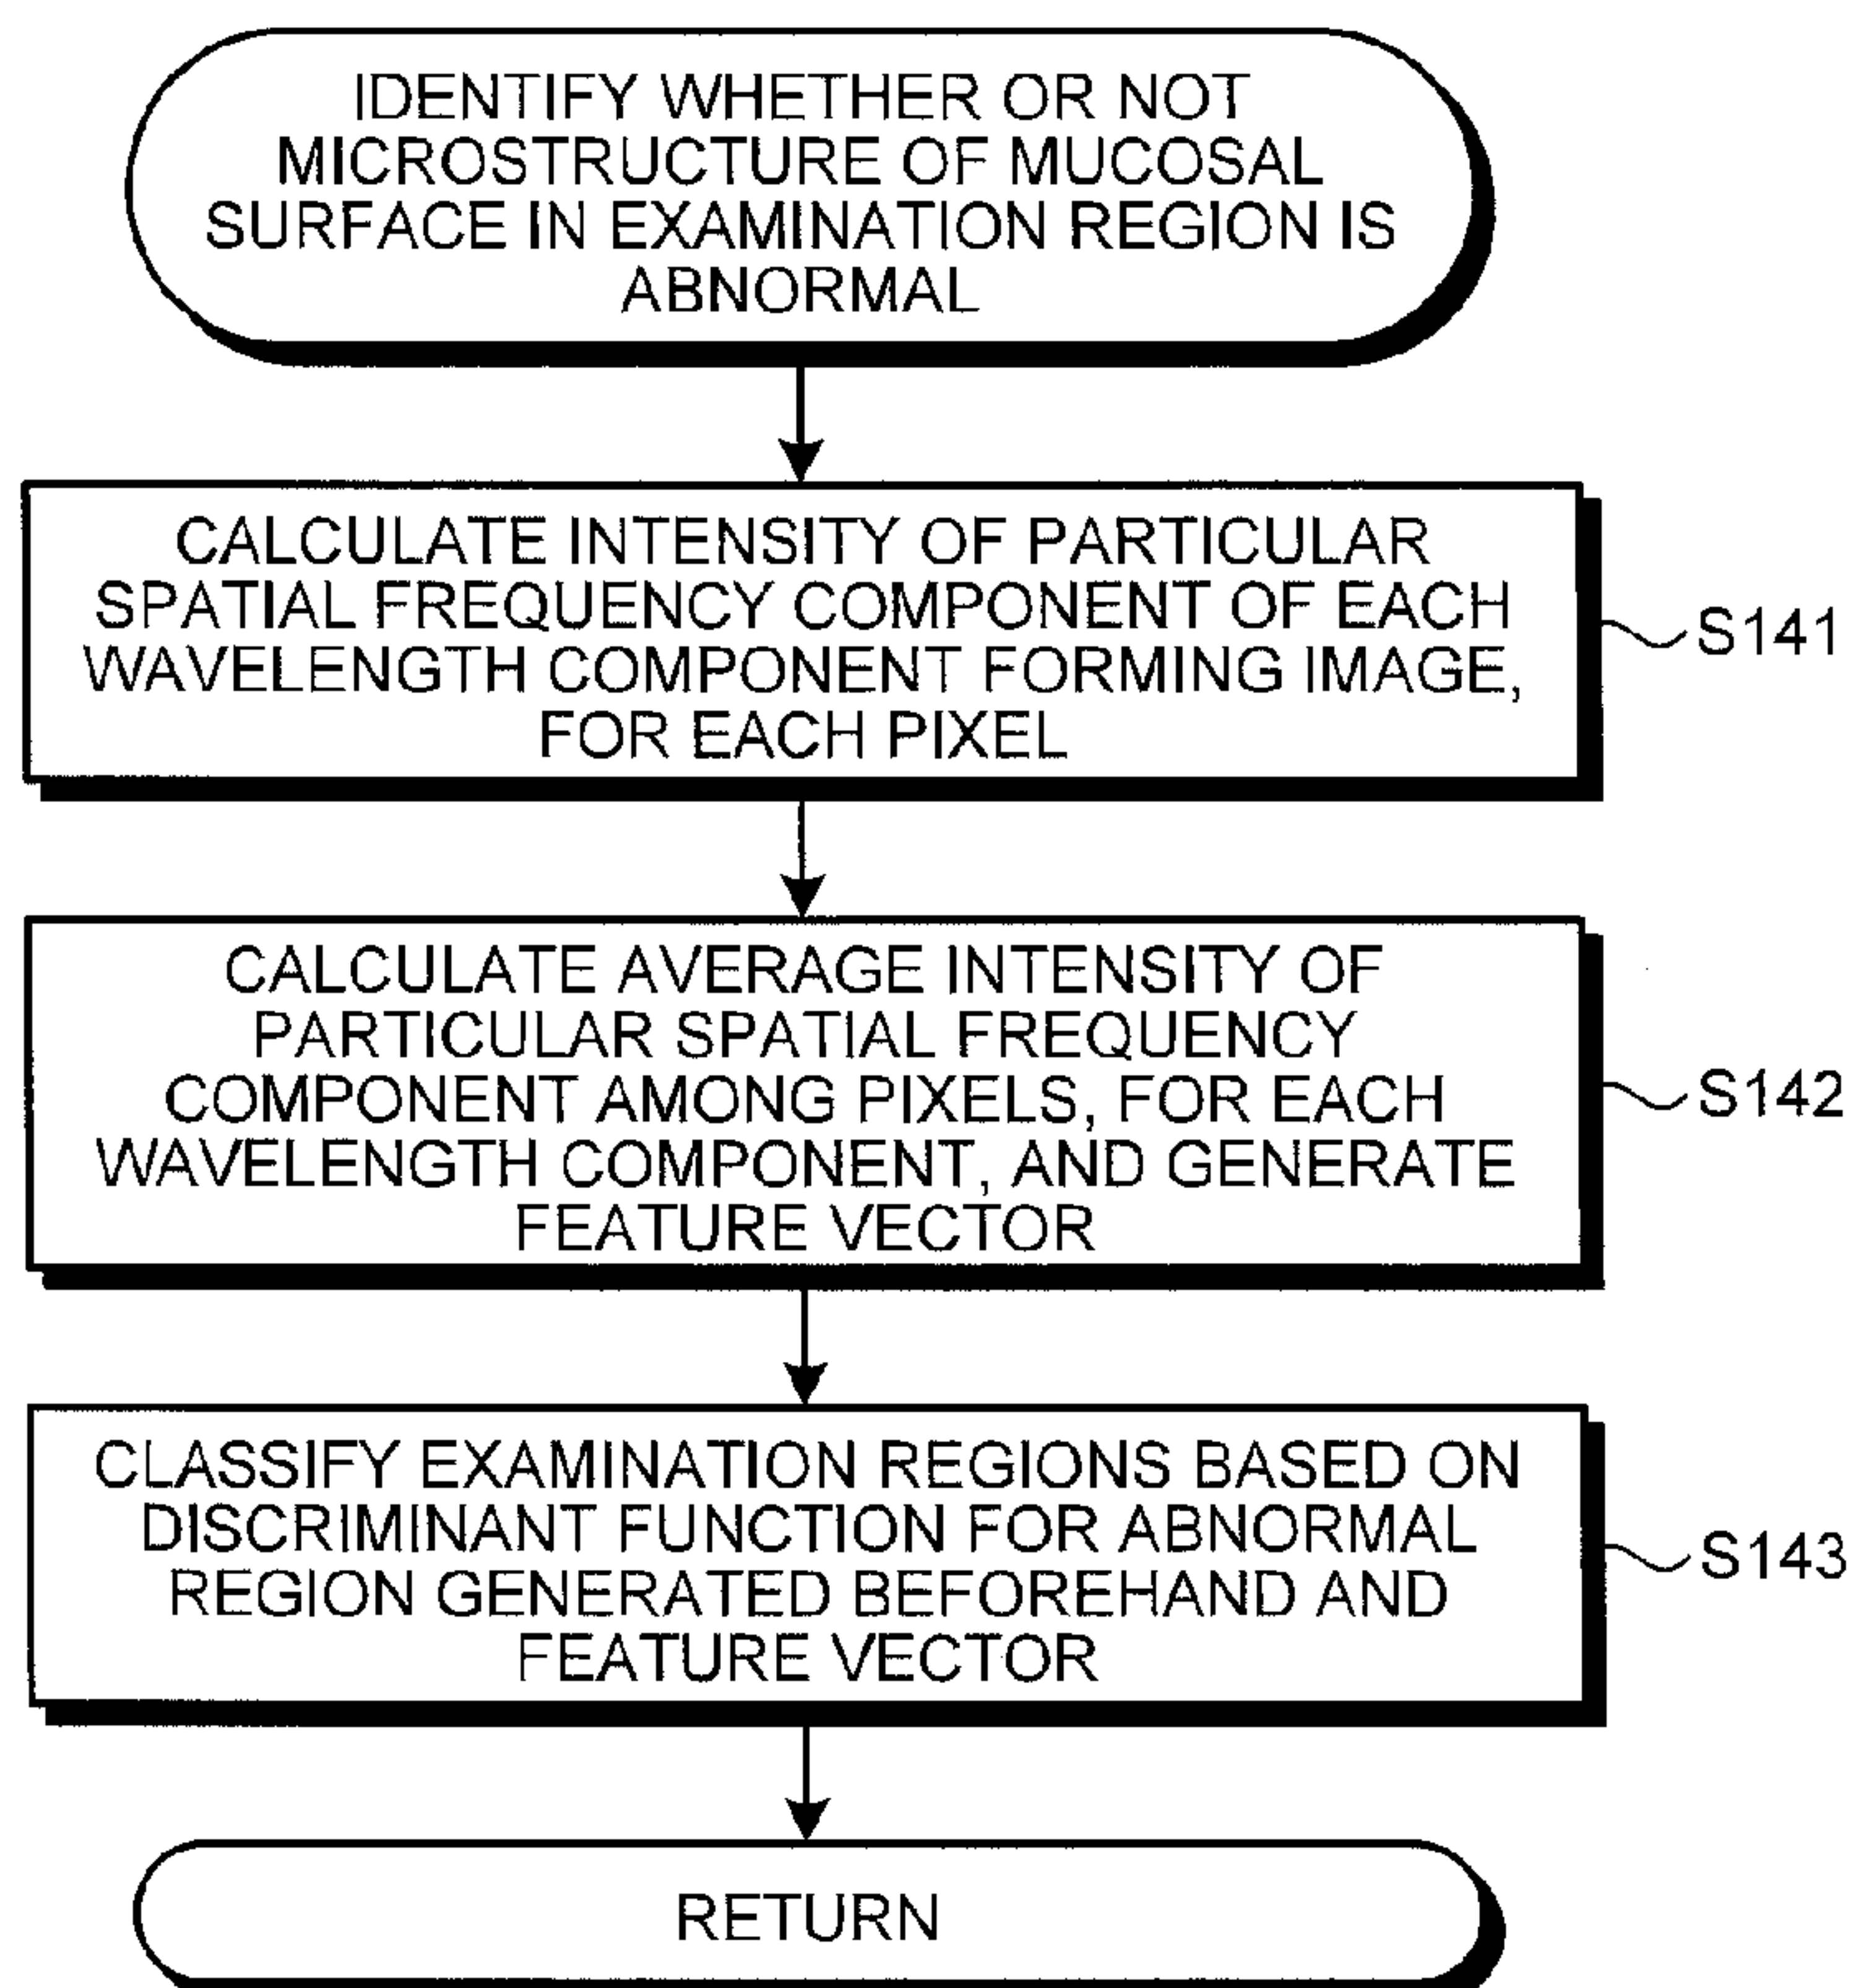 IDENTIFY WHETHER OR NOT
MICROSTRUCTURE OF MUCOSAL
SURFACE IN EXAMINATION REGION IS
ABNORMAL
CALCULATE INTENSITY OF PARTICULAR
SPATIAL FREQUENCY COMPONENT OF EACH
WAVELENGTH COMPONENT FORMING IMAGE,
FOR EACH PIXEL
S141
CALCULATE AVERAGE INTENSITY OF
PARTICULAR SPATIAL FREQUENCY
COMPONENT AMONG PIXELS, FOR EACH
WAVELENGTH COMPONENT, AND GENERATE
FEATURE VECTOR
S142
CLASSIFY EXAMINATION REGIONS BASED ON
DISCRIMINANT FUNCTION FOR ABNORMAL
REGION GENERATED BEFOREHAND AND
FEATURE VECTOR
S143
RETURN